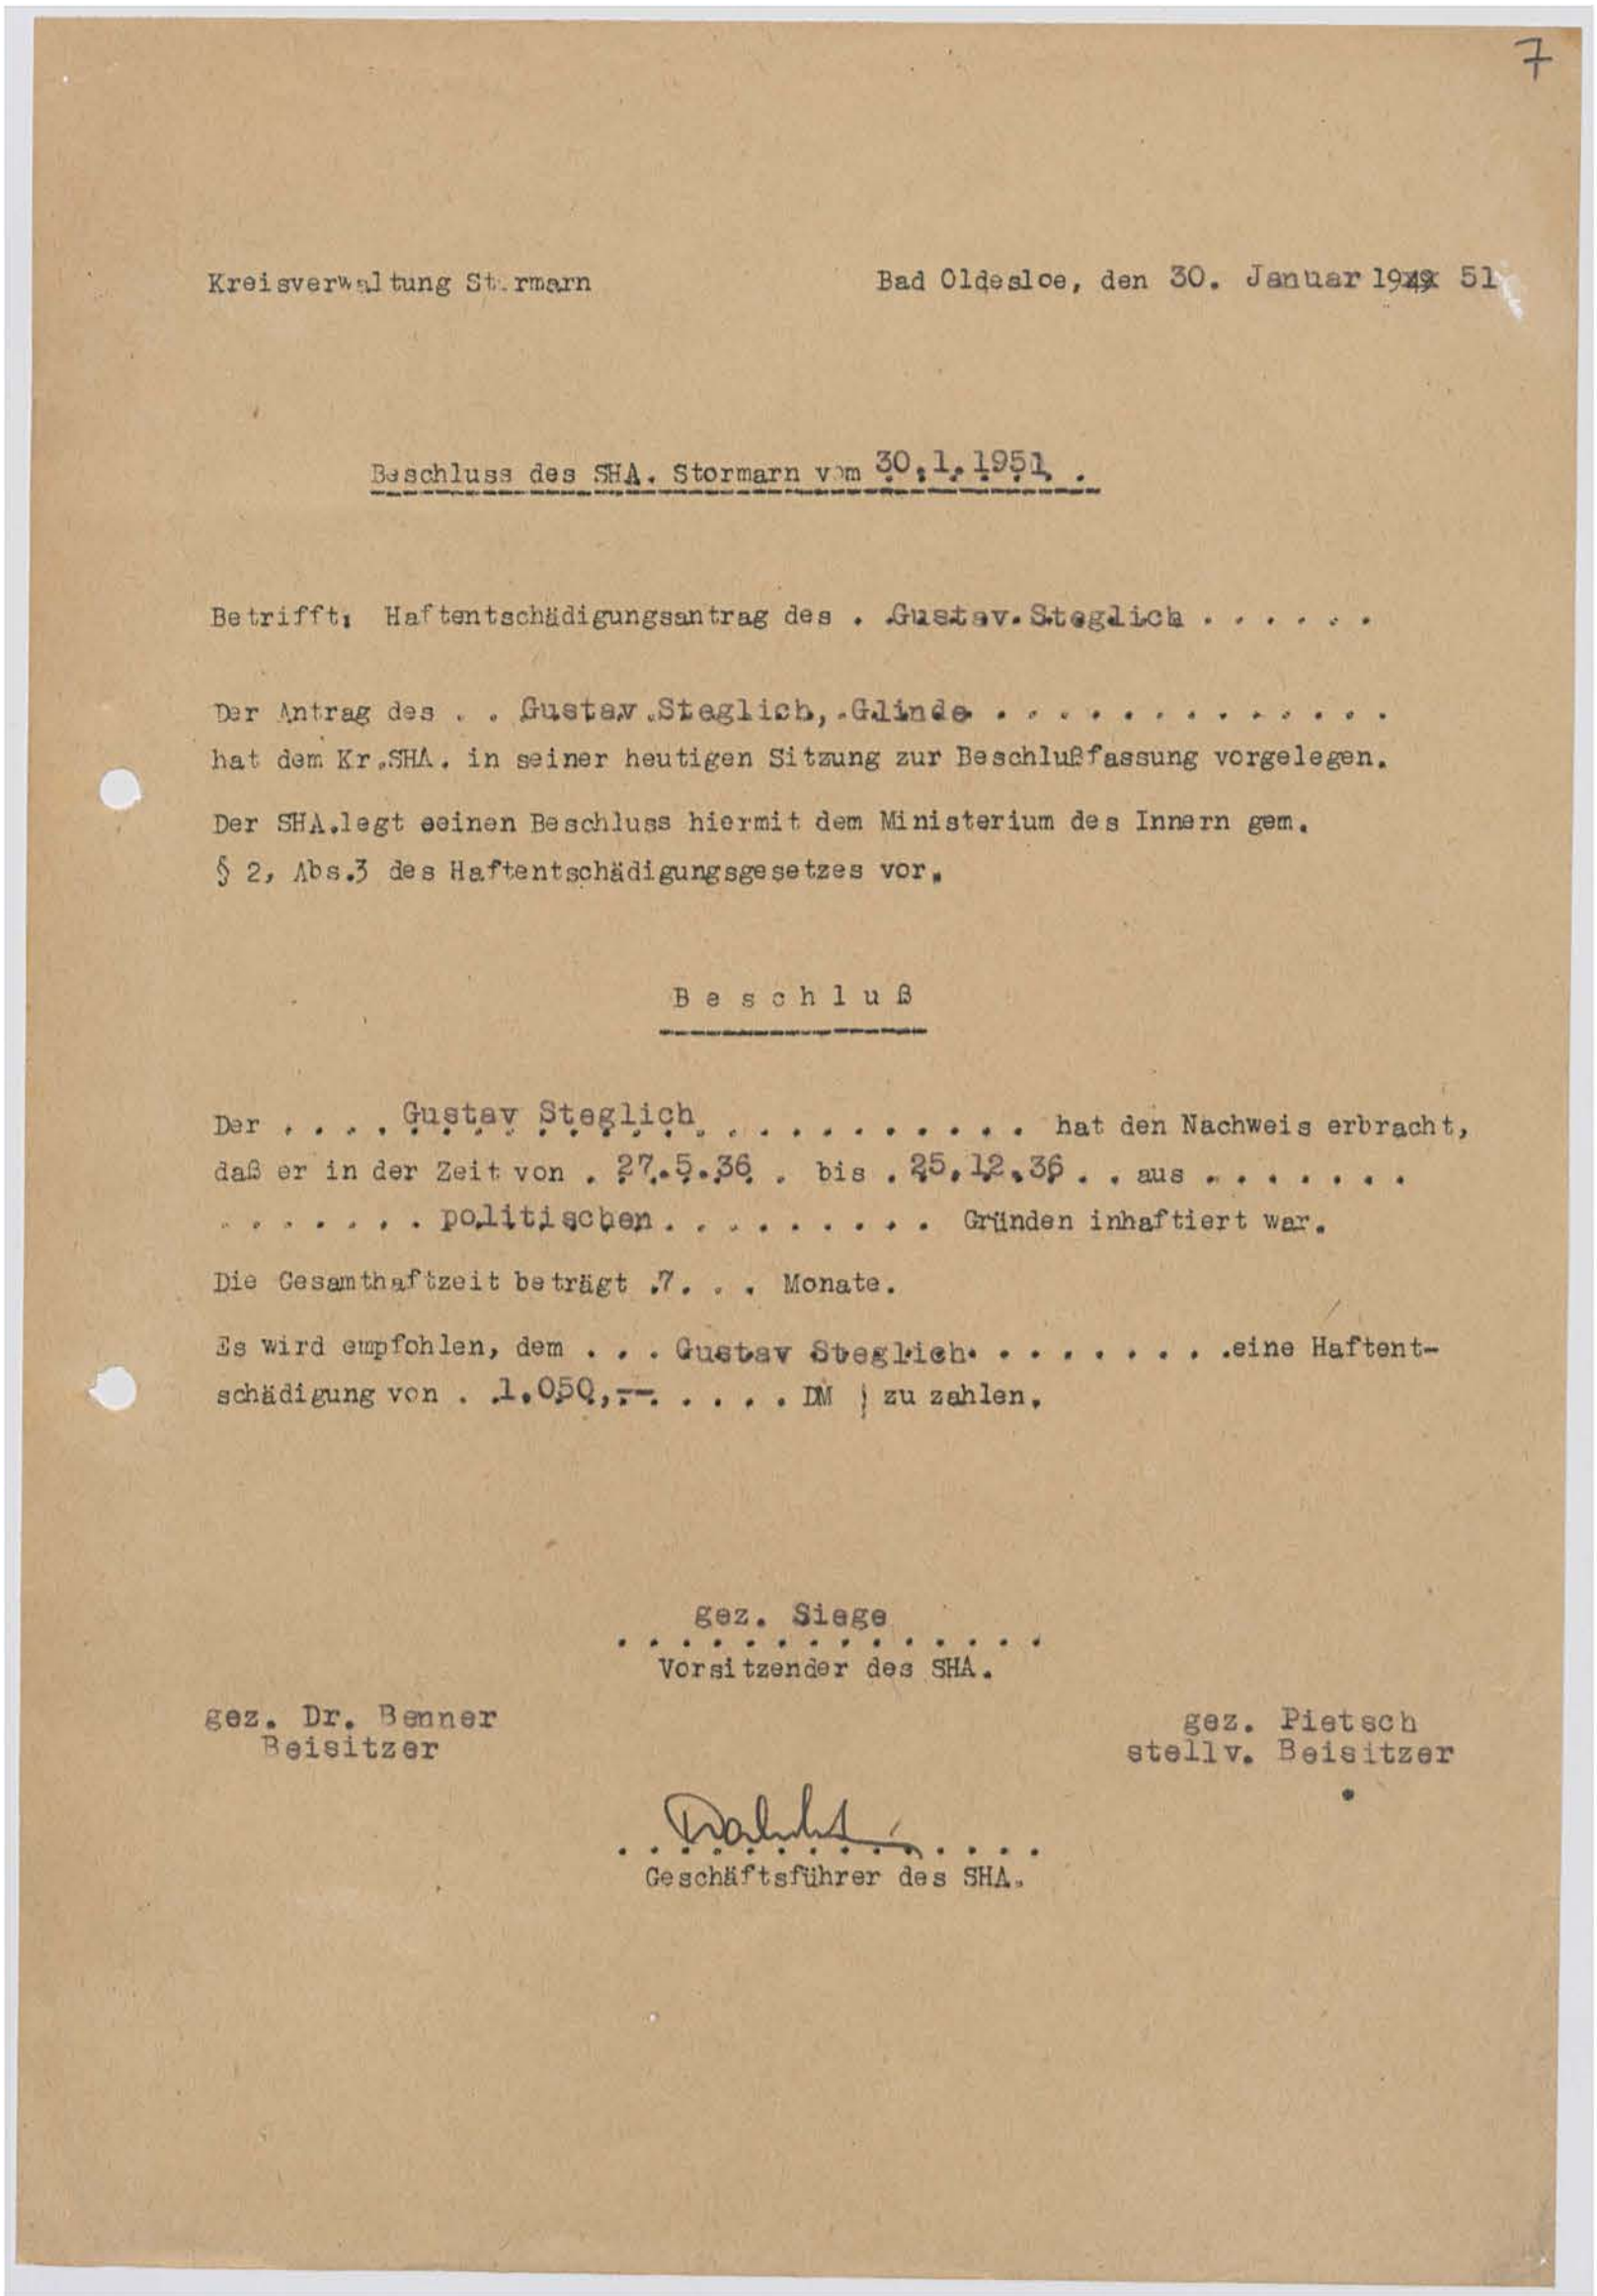 7
Kreisverwaltung Stormarn Bad Oldesloe, den 30. Januar 1949 51
Beschluss des SHA. Stormarn vom 30.1.1951 .
Betrifft: Haftentschädigungsantrag des . .Gustav.Steglich . . . . . .
Der Antrag des . . Gustav.Steglich,.Glinde . . . . . . . . . . . . .
hat dem Kr.SHA. in seiner heutigen Sitzung zur Beschlußfassung vorgelegen.
Der SHA.legt seinen Beschluss hiermit dem Ministerium des Innern gem.
§ 2, Abs.3 des Haftentschädigungsgesetzes vor.
B e s c h l u ß
Der . . . . Gustav Steglich. . . . . . . . . . . hat den Nachweis erbracht,
daß er in der Zeit von . 27.5.36 . bis . 25.12.36 . . aus . . . . . . .
. . . . . . . politischen. . . . . . . . . Gründen inhaftiert war.
Die Gesamthaftzeit beträgt .7. . . Monate.
Es wird empfohlen, dem . . . Gustav Steglich. . . . . . . . .eine Haftent-
schädigung von . .1.050,--. . . . . DM ) zu zahlen.
gez. Siege
. . . . . . . . . . . . . .
Vorsitzender des SHA.
gez. Dr. Benner gez. Pietsch
Beisitzer stellv. Beisitzer
. . . . . . . . . . . . . .
Geschäftsführer des SHA.